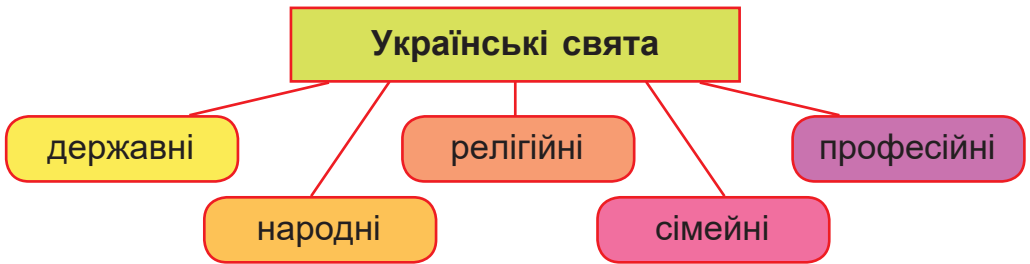 Українські свята
державні
релігійні
професійні
народні
сімейні